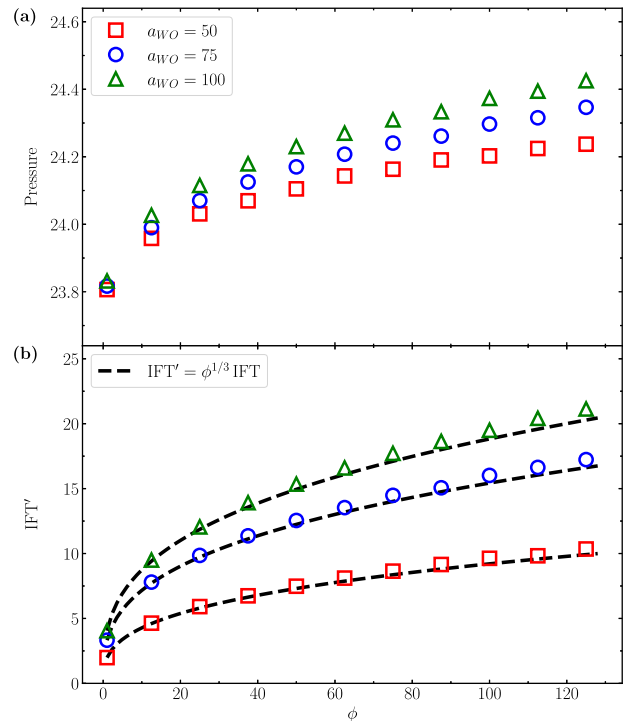 (a)
24.6
24.4
24.2
24.0
23.8
Pressure
a_{WO} = 50
a_{WO} = 75
a_{WO} = 100
(b)
25
20
15
10
5
0
IFT′
IFT′ = ϕ^{1/3} IFT
0 20 40 60 80 100 120
ϕ